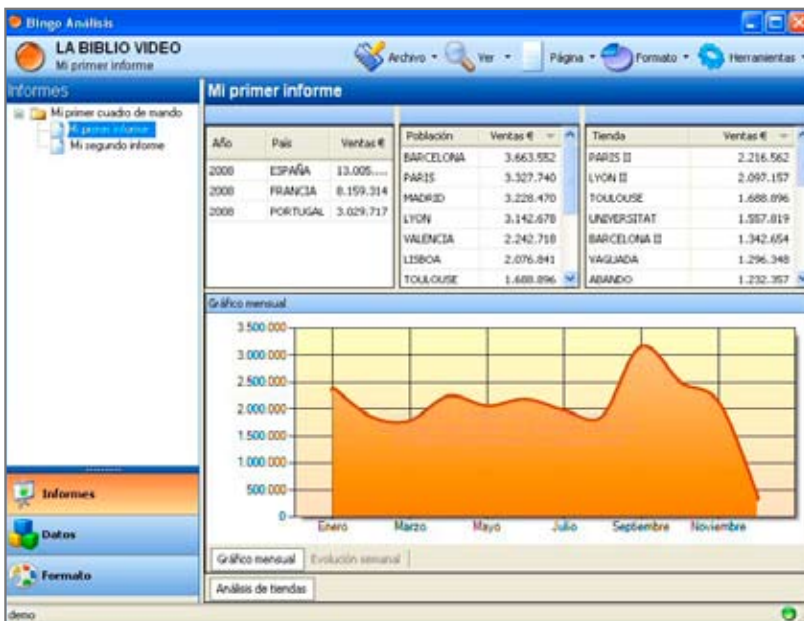 Bingo Análisis
LA BIBLIO VIDEO
Mi primer informe
Archivo Ver Página Formato Herramientas
Informes
Mi primer cuadro de mando
Mi primer informe
Mi segundo informe
Mi primer informe
Año País Ventas €
2008 ESPAÑA 13.005....
2008 FRANCIA 8.159.314
2008 PORTUGAL 3.029.717
Población Ventas €
BARCELONA 3.663.552
PARIS 3.327.740
MADRID 3.228.470
LYON 3.142.678
VALENCIA 2.242.718
LISBOA 2.076.841
TOULOUSE 1.688.896
Tienda Ventas €
PARIS II 2.216.562
LYON II 2.097.157
TOULOUSE 1.688.896
UNIVERSITAT 1.557.819
BARCELONA II 1.342.654
VAGUADA 1.296.348
ABANDO 1.232.357
Gráfico mensual
3.500.000
3.000.000
2.500.000
2.000.000
1.500.000
1.000.000
500.000
0
Enero Marzo Mayo Julio Septiembre Noviembre
Gráfico mensual Evolución semanal
Análisis de tiendas
Informes
Datos
Formato
demo